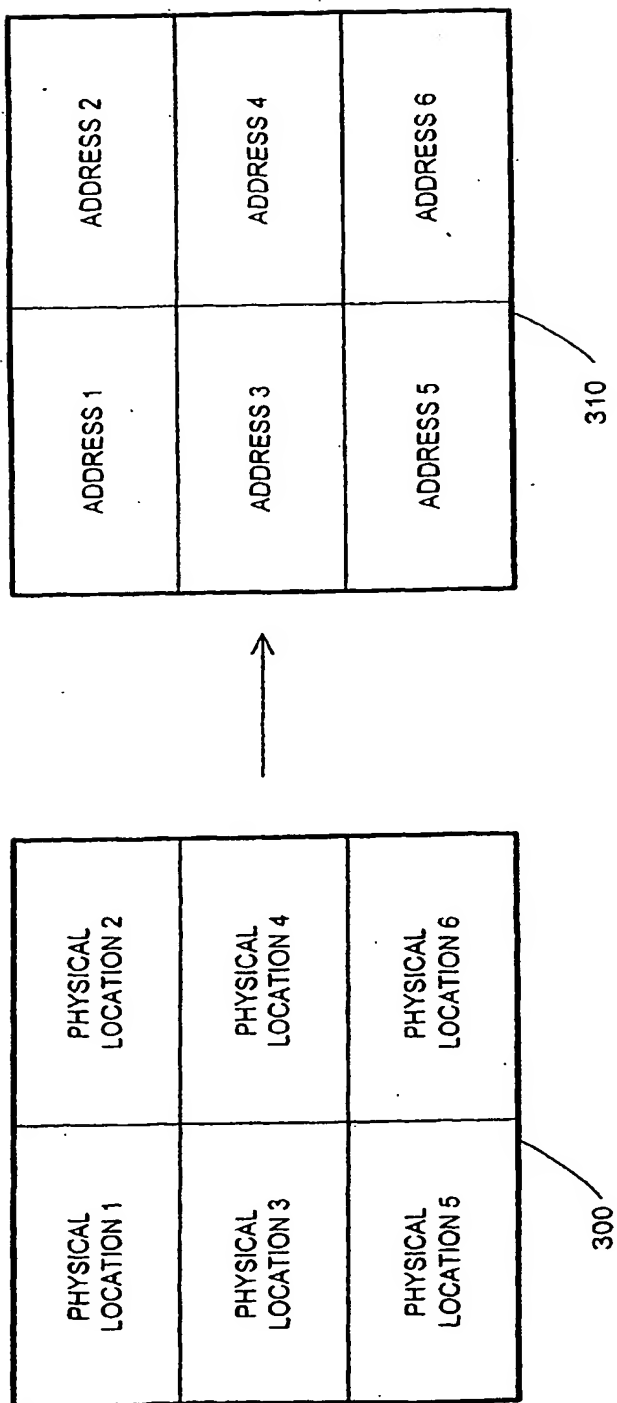 PHYSICAL
LOCATION 1
PHYSICAL
LOCATION 2
PHYSICAL
LOCATION 3
PHYSICAL
LOCATION 4
PHYSICAL
LOCATION 5
PHYSICAL
LOCATION 6
300
ADDRESS 1
ADDRESS 2
ADDRESS 3
ADDRESS 4
ADDRESS 5
ADDRESS 6
310